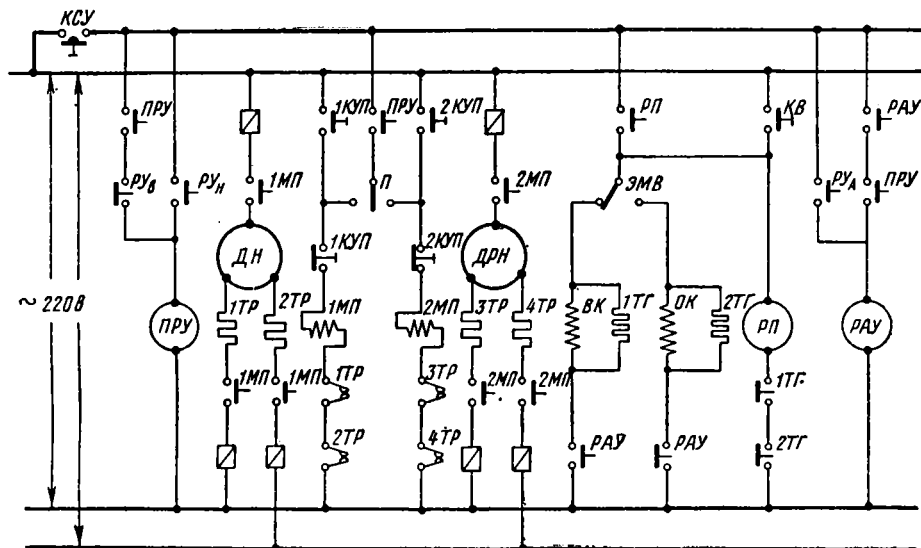 КСУ
ПРУ
1КУП
ПРУ
2КУП
РП
КВ
РАУ
РУв
РУн
1МП
П
2МП
ЭМВ
РУА
ПРУ
1КУП
2КУП
ДН
ДРН
~ 220В
1ТР
2ТР
1МП
2МП
3ТР
4ТР
ВК
1ТГ
ОК
2ТГ
ПРУ
РП
РАУ
1МП
1МП
1ТР
3ТР
2МП
2МП
1ТГ
2ТР
4ТР
РАУ
РАУ
2ТГ